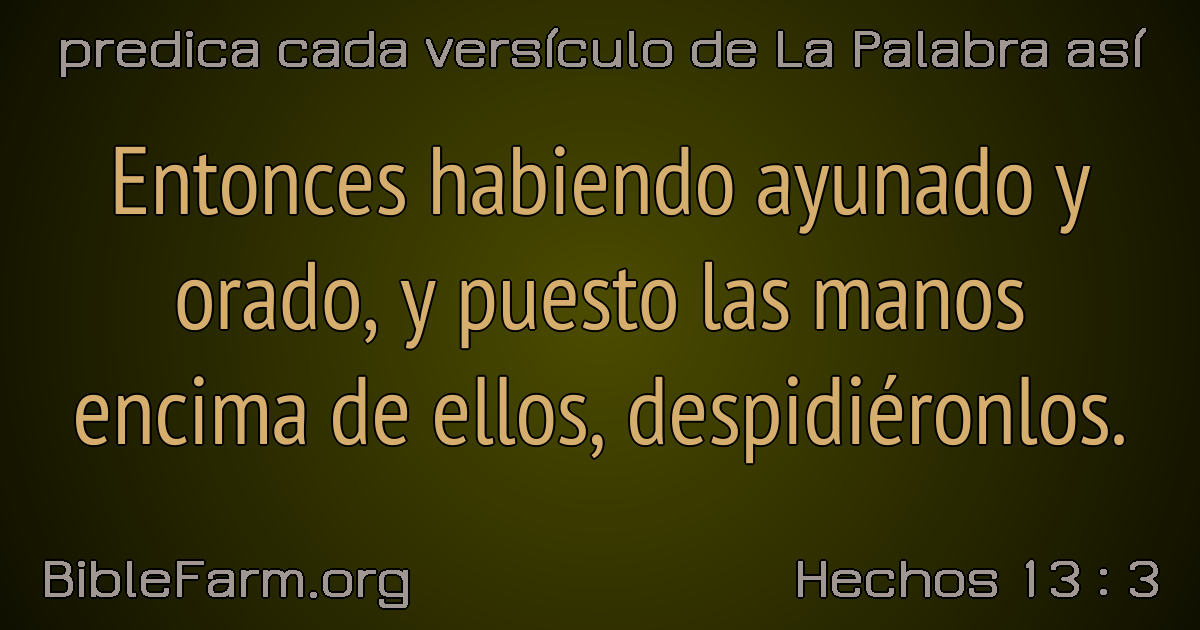 predica cada versículo de La Palabra así
Entonces habiendo ayunado y
orado, y puesto las manos
encima de ellos, despidiéronlos.
BibleFarm.org
Hechos 13 : 3